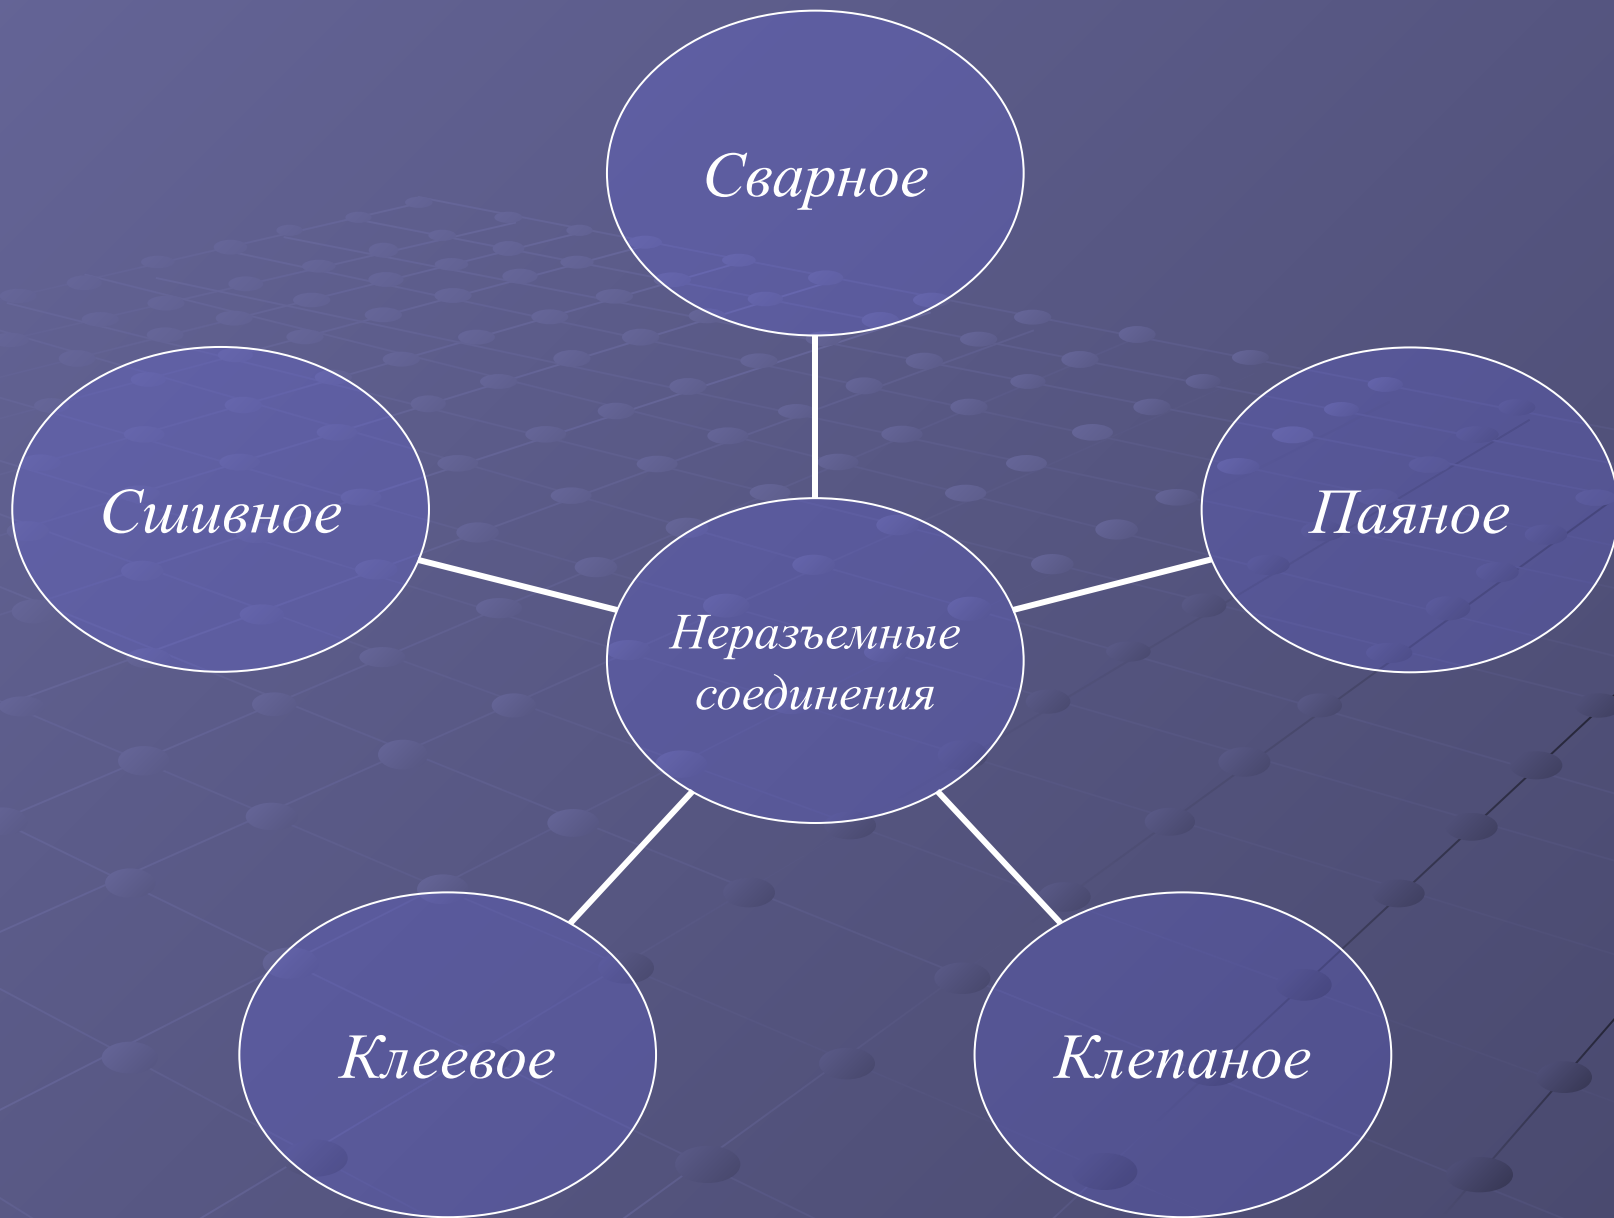 Сварное
Сшивное
Паяное
Неразъемные
соединения
Клеевое
Клепаное